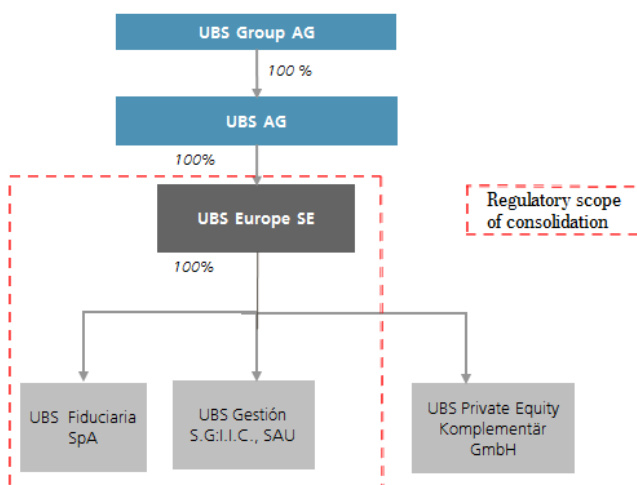 UBS Group AG
100 %
UBS AG
100%
UBS Europe SE
Regulatory scope
of consolidation
100%
UBS Fiduciaria
SpA
UBS Gestión
S.G:I.I.C., SAU
UBS Private Equity
Komplementär
GmbH